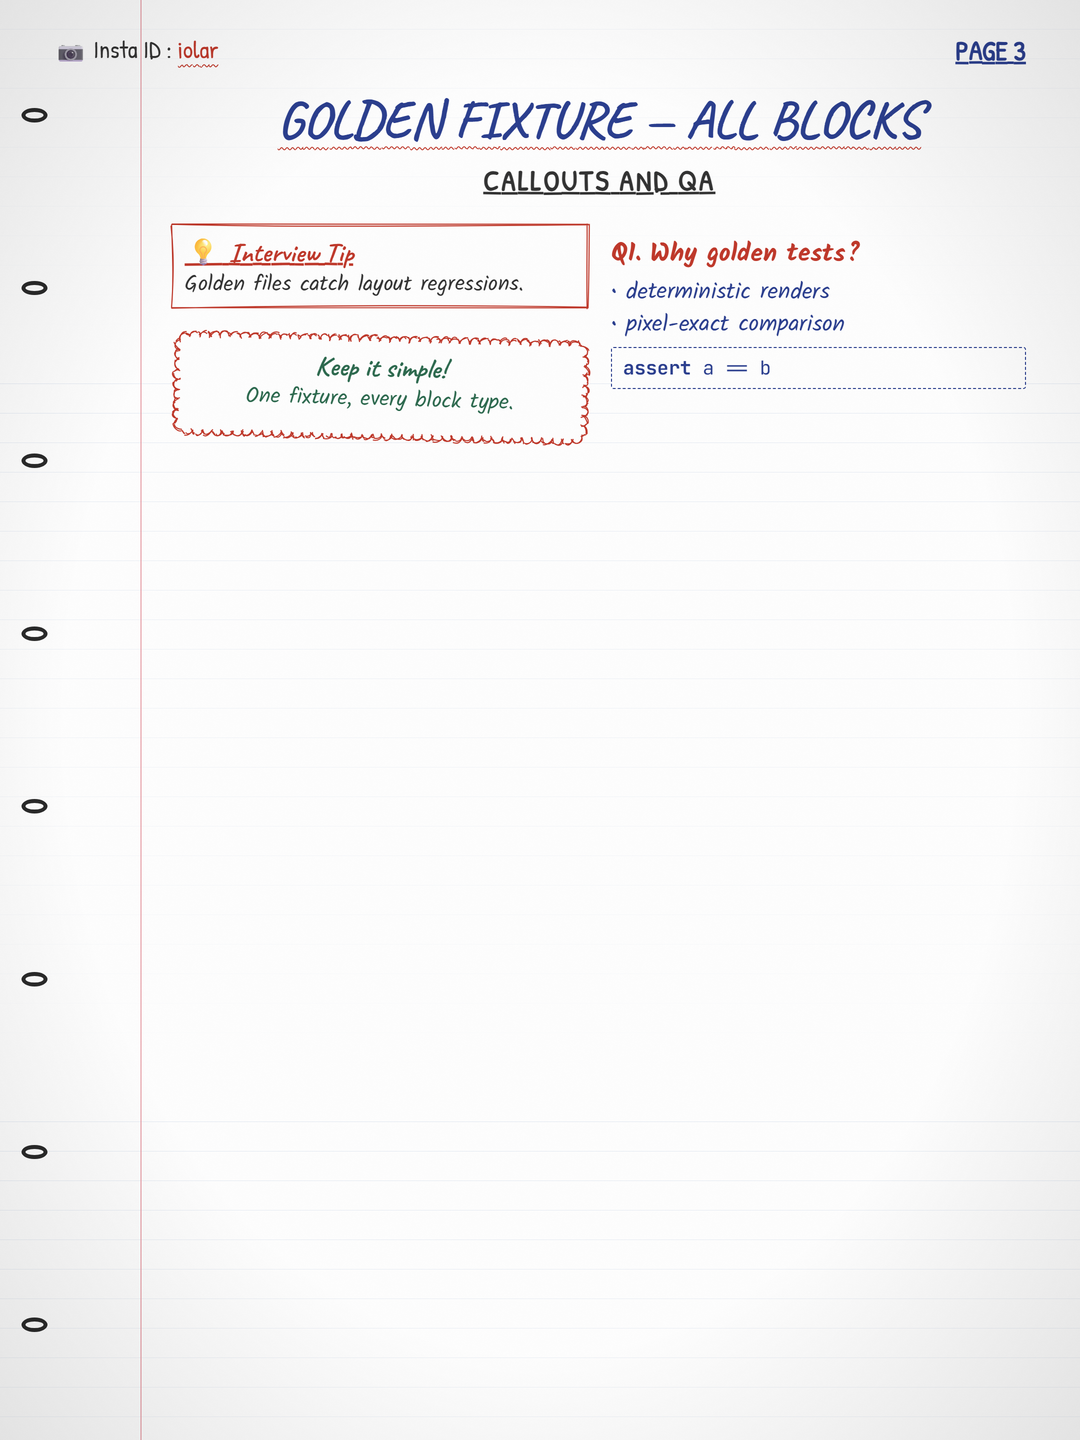 Insta ID : iolar
PAGE 3
GOLDEN FIXTURE – ALL BLOCKS
CALLOUTS AND QA
Interview Tip
Golden files catch layout regressions.
Keep it simple!
One fixture, every block type.
Q1. Why golden tests?
• deterministic renders
• pixel-exact comparison
assert a == b